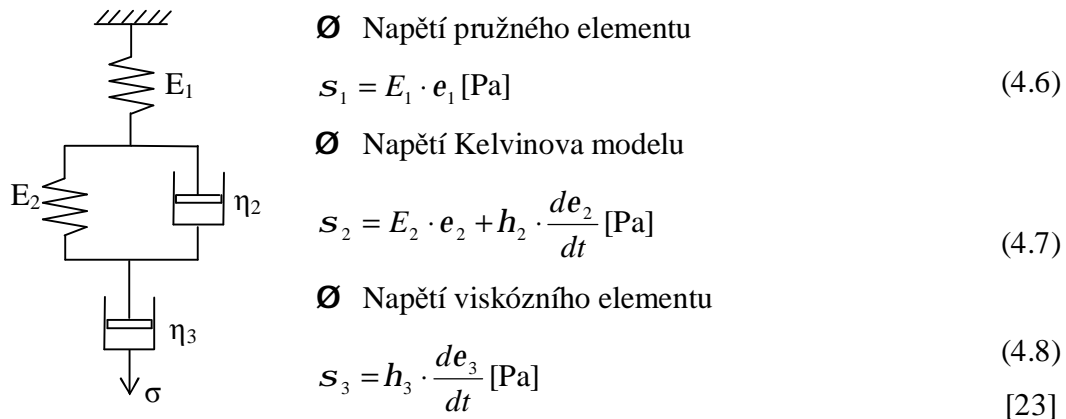 Ø Napětí pružného elementu
E₁
s₁ = E₁ · e₁ [Pa] (4.6)
Ø Napětí Kelvinova modelu
E₂
η₂
s₂ = E₂ · e₂ + h₂ · de₂/dt [Pa] (4.7)
Ø Napětí viskózního elementu
η₃
(4.8)
s₃ = h₃ · de₃/dt [Pa]
σ
[23]